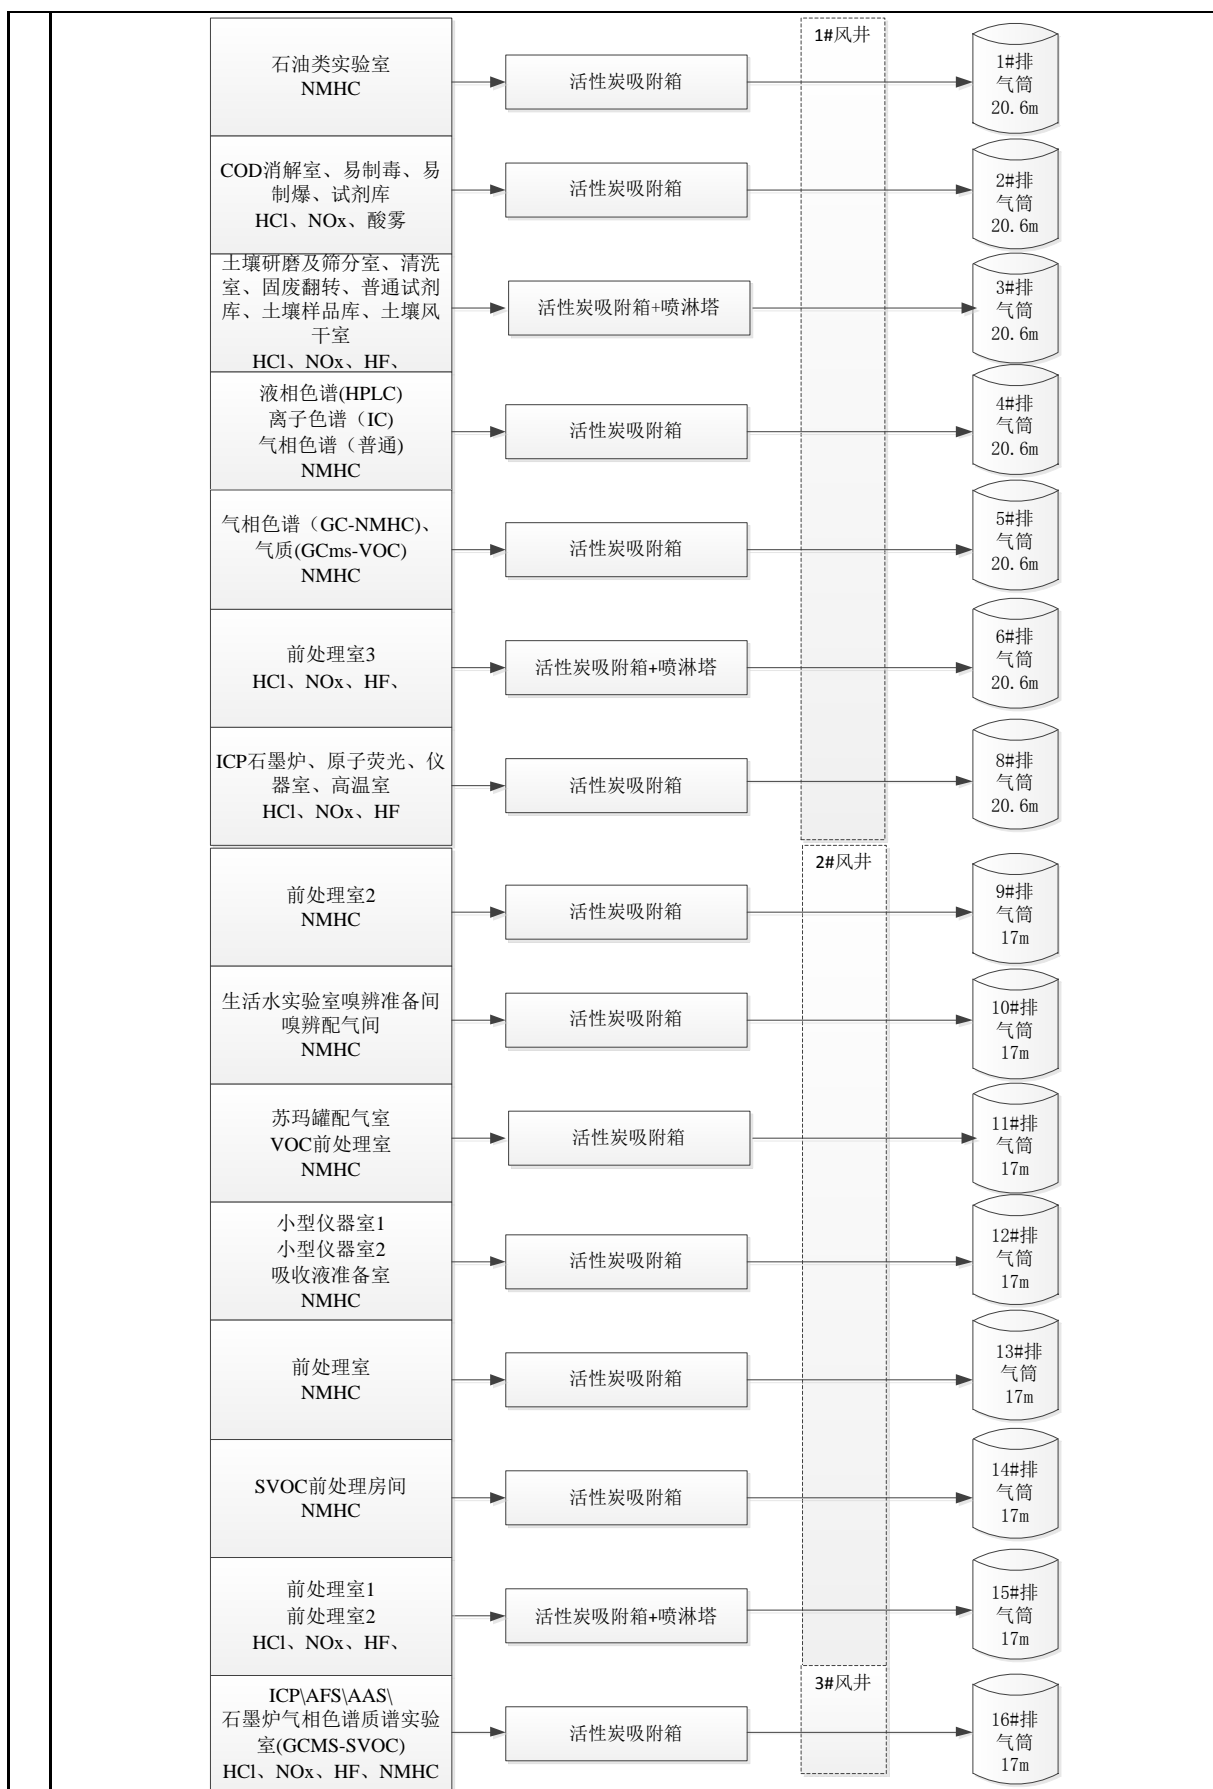 1#风井
石油类实验室
NMHC
活性炭吸附箱
1#排
气筒
20.6m
COD消解室、易制毒、易
制爆、试剂库
HCl、NOx、酸雾
活性炭吸附箱
2#排
气筒
20.6m
土壤研磨及筛分室、清洗
室、固废翻转、普通试剂
库、土壤样品库、土壤风
干室
HCl、NOx、HF、
活性炭吸附箱+喷淋塔
3#排
气筒
20.6m
液相色谱(HPLC)
离子色谱（IC)
气相色谱（普通)
NMHC
活性炭吸附箱
4#排
气筒
20.6m
气相色谱（GC-NMHC)、
气质(GCms-VOC)
NMHC
活性炭吸附箱
5#排
气筒
20.6m
前处理室3
HCl、NOx、HF、
活性炭吸附箱+喷淋塔
6#排
气筒
20.6m
ICP石墨炉、原子荧光、仪
器室、高温室
HCl、NOx、HF
活性炭吸附箱
8#排
气筒
20.6m
2#风井
前处理室2
NMHC
活性炭吸附箱
9#排
气筒
17m
生活水实验室嗅辨准备间
嗅辨配气间
NMHC
活性炭吸附箱
10#排
气筒
17m
苏玛罐配气室
VOC前处理室
NMHC
活性炭吸附箱
11#排
气筒
17m
小型仪器室1
小型仪器室2
吸收液准备室
NMHC
活性炭吸附箱
12#排
气筒
17m
前处理室
NMHC
活性炭吸附箱
13#排
气筒
17m
SVOC前处理房间
NMHC
活性炭吸附箱
14#排
气筒
17m
前处理室1
前处理室2
HCl、NOx、HF、
活性炭吸附箱+喷淋塔
15#排
气筒
17m
3#风井
ICP\AFS\AAS\
石墨炉气相色谱质谱实验
室(GCMS-SVOC)
HCl、NOx、HF、NMHC
活性炭吸附箱
16#排
气筒
17m